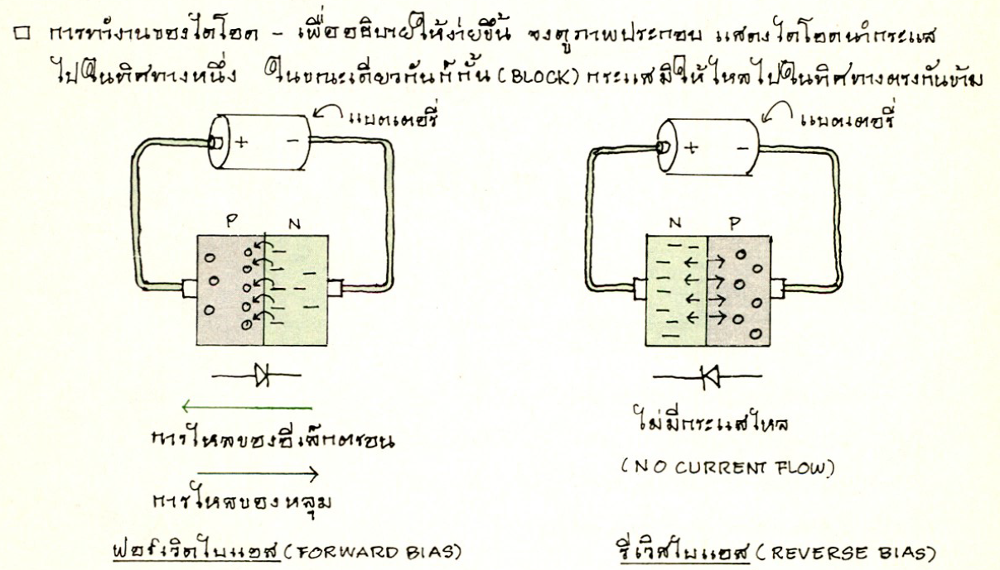 □ การทำงานของไดโอด - เพื่ออธิบายให้ง่ายขึ้น จงดูภาพประกอบ แสดงไดโอดนำกระแส
ไปในทิศทางหนึ่ง ในขณะเดียวกันก็กั้น (BLOCK) กระแสมิให้ไหลไปในทิศทางตรงกันข้าม
แบตเตอรี่
+ -
P N
การไหลของอีเล็กตรอน
การไหลของหลุม
ฟอร์เวิดไบแอส (FORWARD BIAS)
แบตเตอรี่
+ -
N P
ไม่มีกระแสไหล
(NO CURRENT FLOW)
รีเวิสไบแอส (REVERSE BIAS)